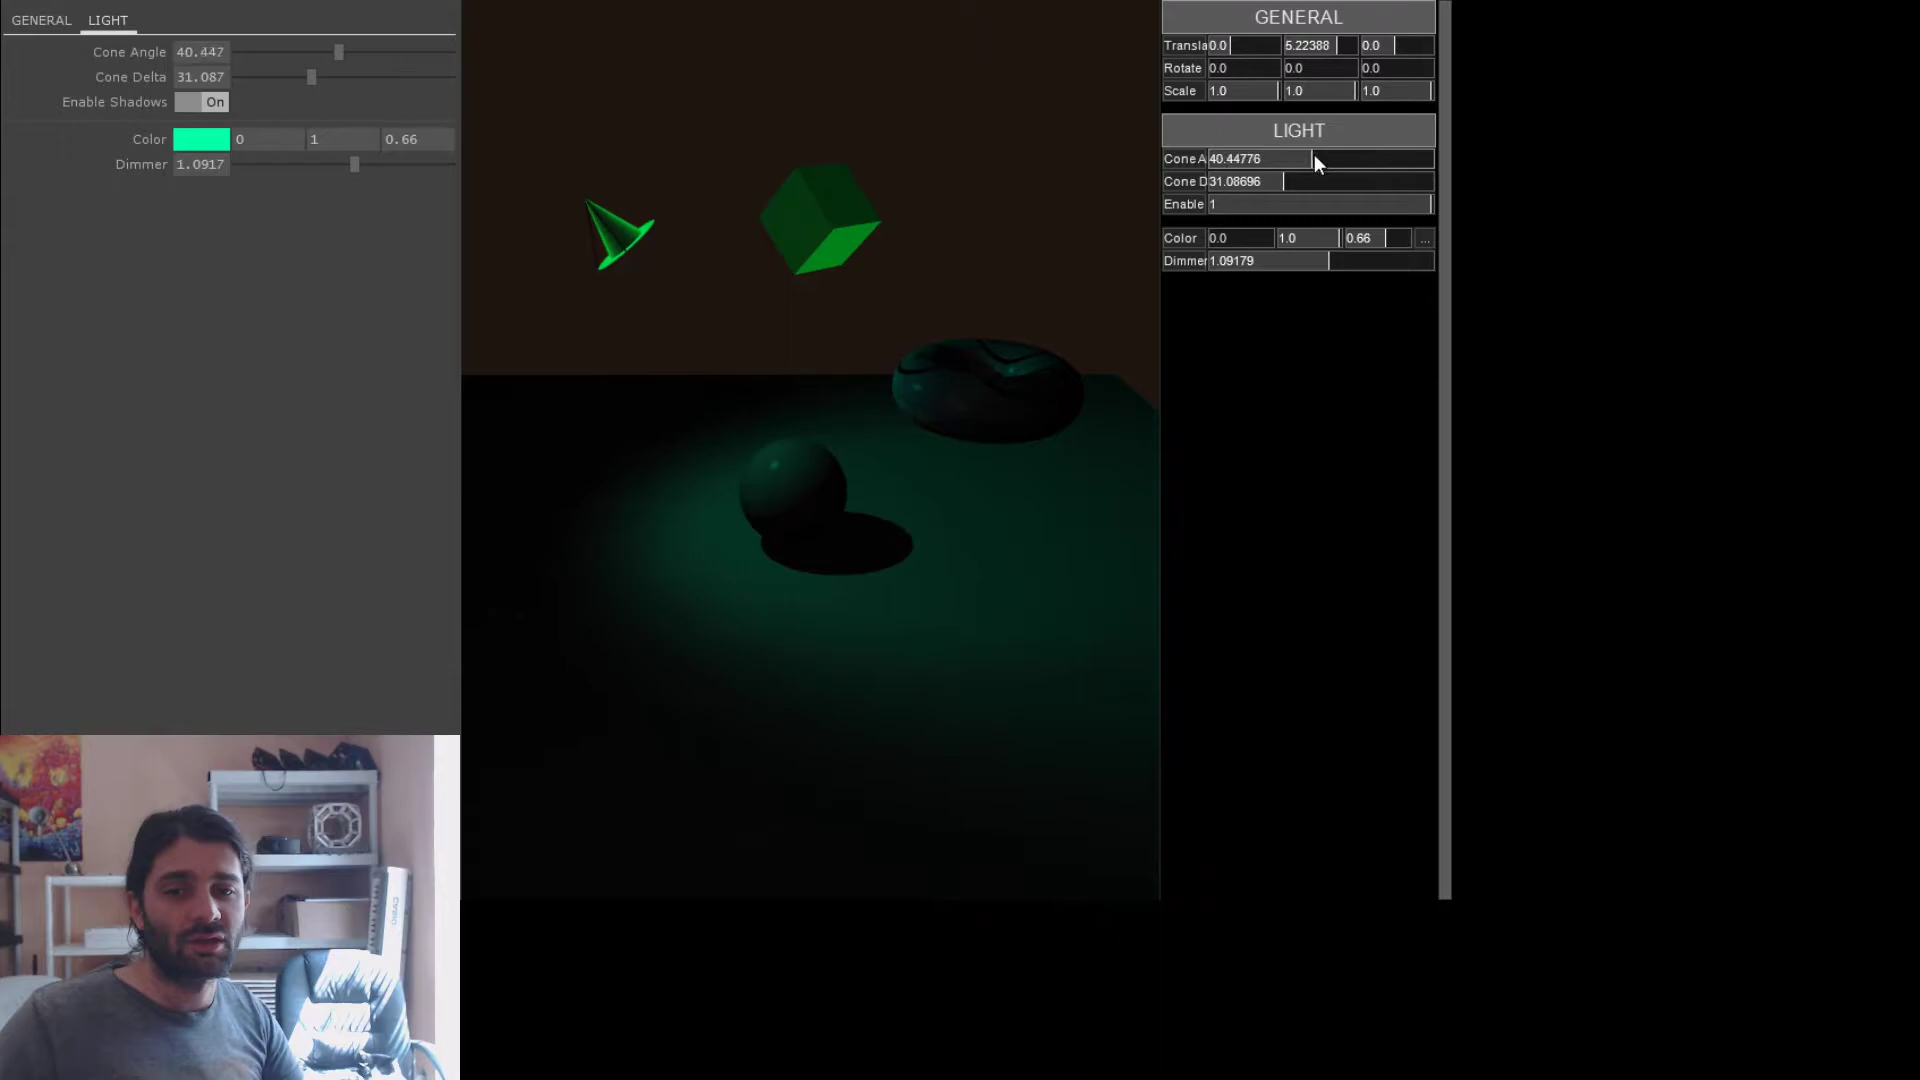 GENERAL LIGHT
Cone Angle 40.447
Cone Delta 31.087
Enable Shadows On
Color 0 1 0.66
Dimmer 1.0917
GENERAL
Transla 0.0 5.22388 0.0
Rotate 0.0 0.0 0.0
Scale 1.0 1.0 1.0
LIGHT
Cone A 40.44776
Cone D 31.08696
Enable 1
Color 0.0 1.0 0.66 ...
Dimmer 1.09179
CASIO